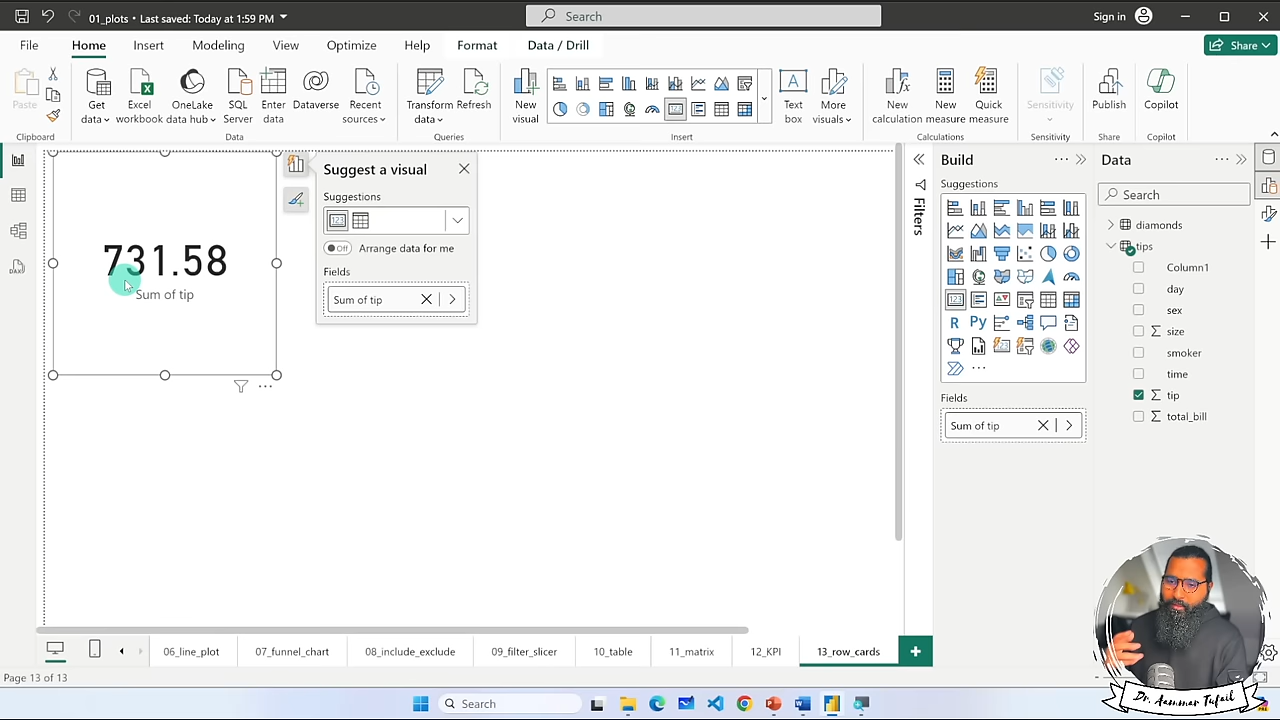 01_plots • Last saved: Today at 1:59 PM
Search
Sign in
File
Home
Insert
Modeling
View
Optimize
Help
Format
Data / Drill
Share
Paste
Get data
Excel workbook
OneLake data hub
SQL Server
Enter data
Dataverse
Recent sources
Transform data
Refresh
New visual
Text box
More visuals
New calculation
New measure
Quick measure
Sensitivity
Publish
Copilot
Clipboard
Data
Queries
Insert
Calculations
Sensitivity
Share
Copilot
731.58
Sum of tip
Suggest a visual
Suggestions
123
Off
Arrange data for me
Fields
Sum of tip
Filters
Build
Suggestions
123
R
Py
Fields
Sum of tip
Data
Search
diamonds
tips
Column1
day
sex
size
smoker
time
tip
total_bill
06_line_plot
07_funnel_chart
08_include_exclude
09_filter_slicer
10_table
11_matrix
12_KPI
13_row_cards
Page 13 of 13
Search
Dr. Aammar Tufail